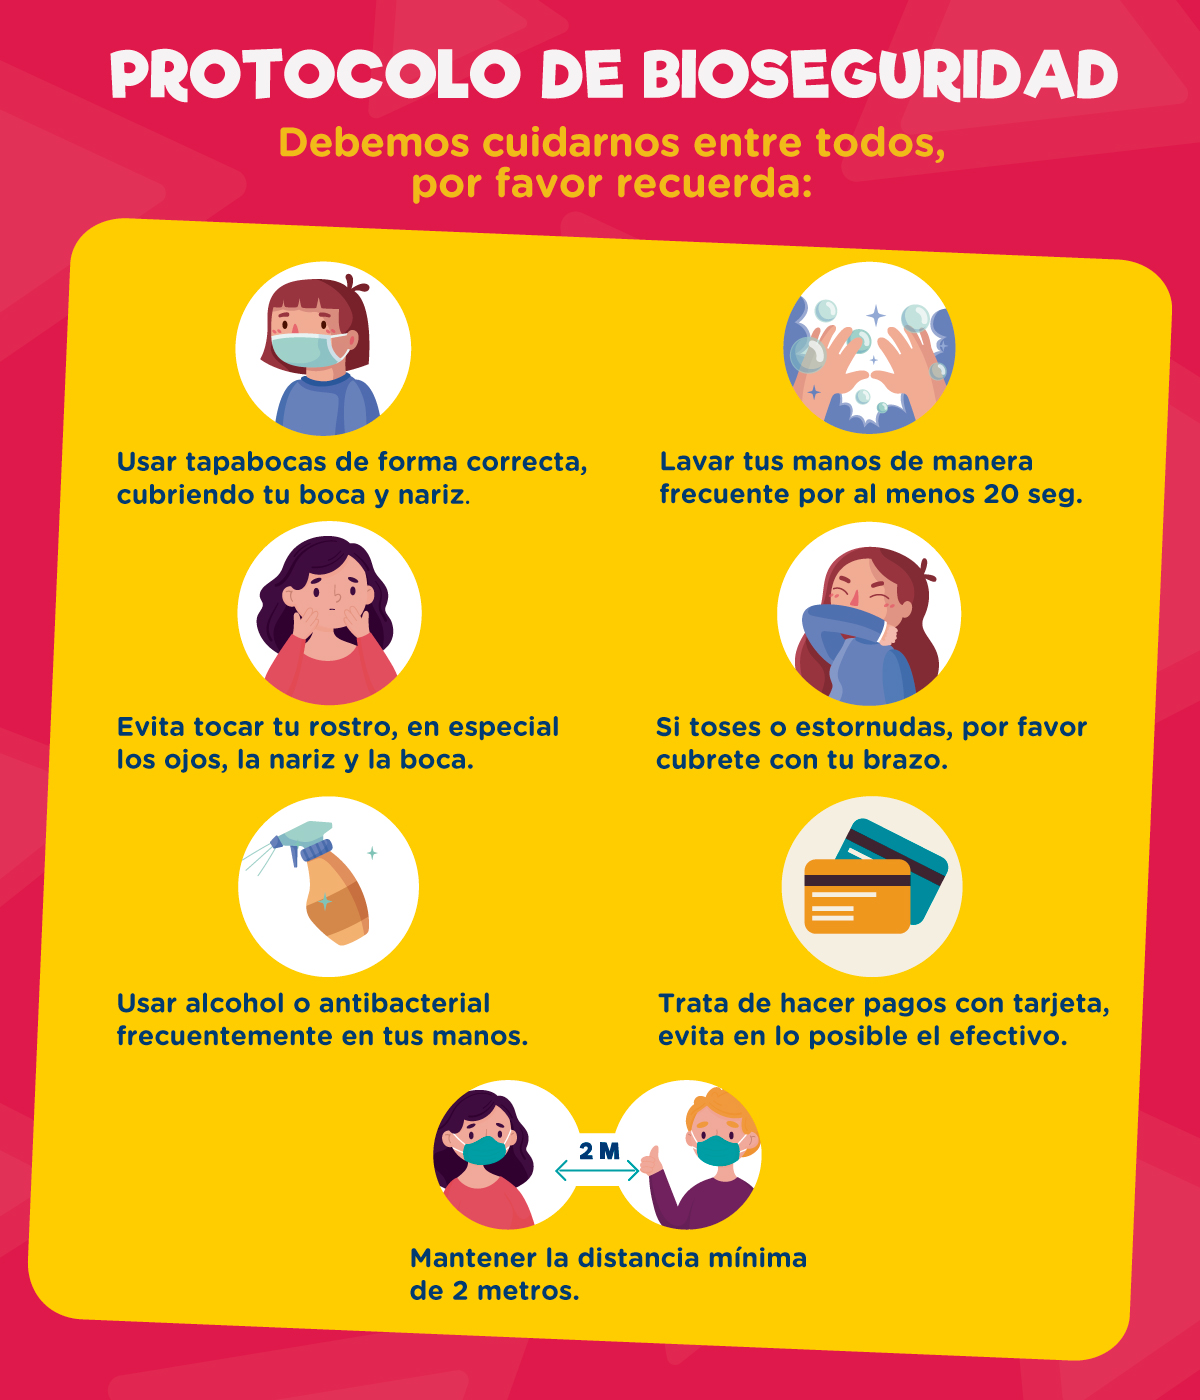 PROTOCOLO DE BIOSEGURIDAD
Debemos cuidarnos entre todos,
por favor recuerda:
Usar tapabocas de forma correcta,
cubriendo tu boca y nariz.
Lavar tus manos de manera
frecuente por al menos 20 seg.
Evita tocar tu rostro, en especial
los ojos, la nariz y la boca.
Si toses o estornudas, por favor
cubrete con tu brazo.
Usar alcohol o antibacterial
frecuentemente en tus manos.
Trata de hacer pagos con tarjeta,
evita en lo posible el efectivo.
2 M
Mantener la distancia mínima
de 2 metros.